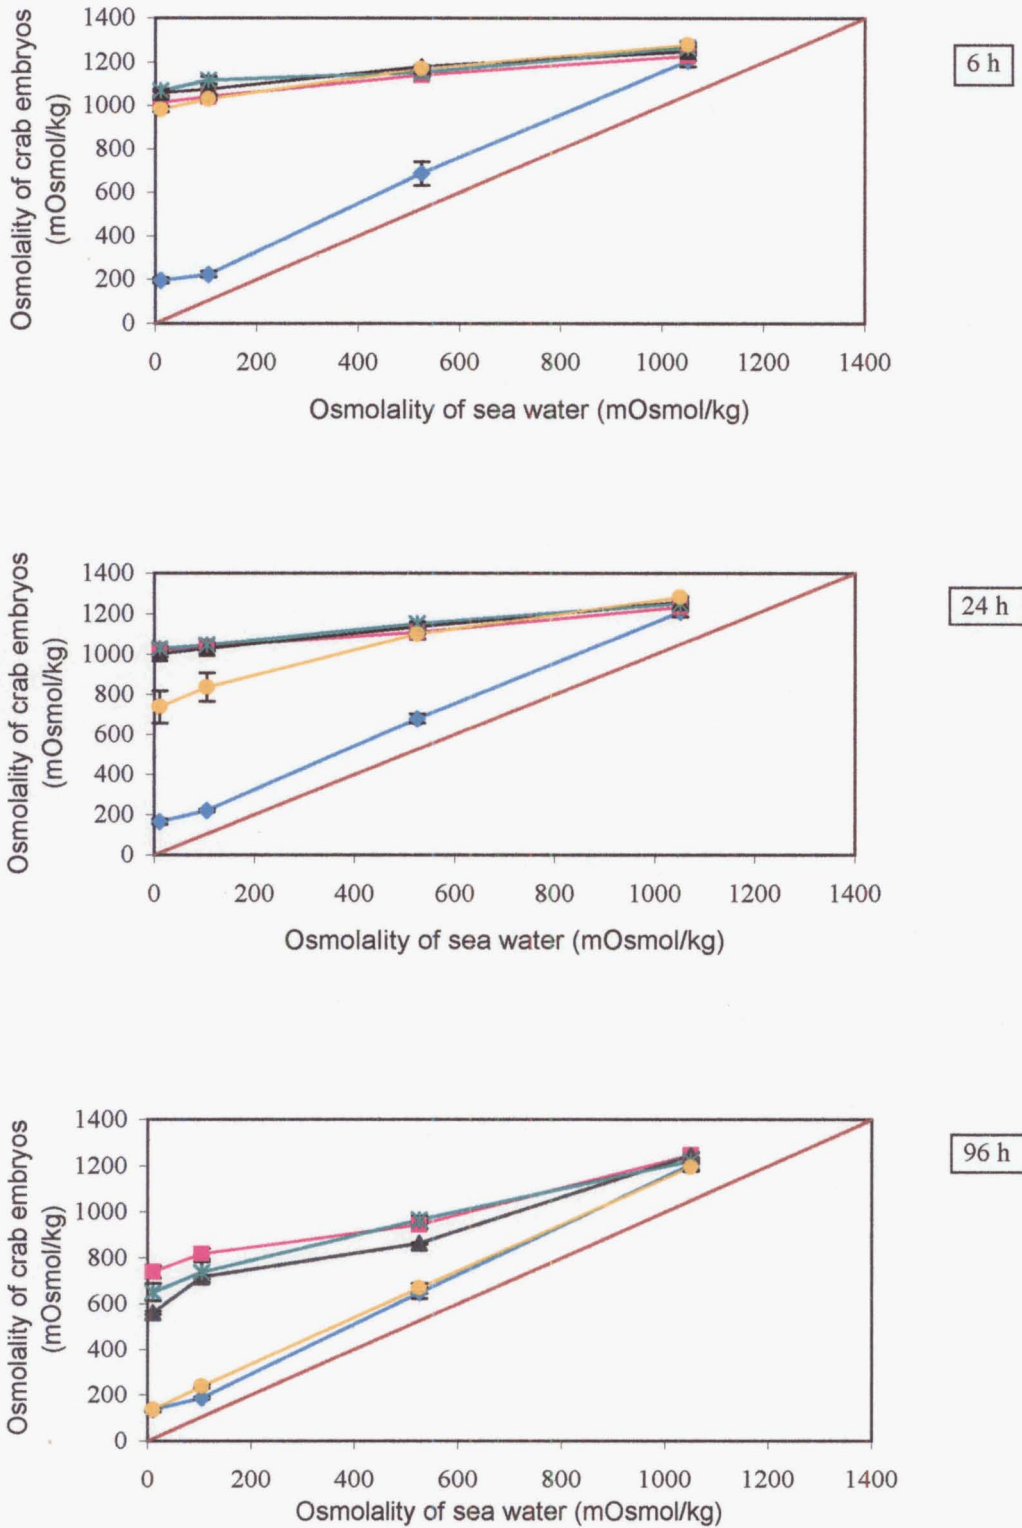 Osmolality of crab embryos
(mOsmol/kg)
1400
1200
1000
800
600
400
200
0
0 200 400 600 800 1000 1200 1400
Osmolality of sea water (mOsmol/kg)
6 h
Osmolality of crab embryos
(mOsmol/kg)
1400
1200
1000
800
600
400
200
0
0 200 400 600 800 1000 1200 1400
Osmolality of sea water (mOsmol/kg)
24 h
Osmolality of crab embryos
(mOsmol/kg)
1400
1200
1000
800
600
400
200
0
0 200 400 600 800 1000 1200 1400
Osmolality of sea water (mOsmol/kg)
96 h